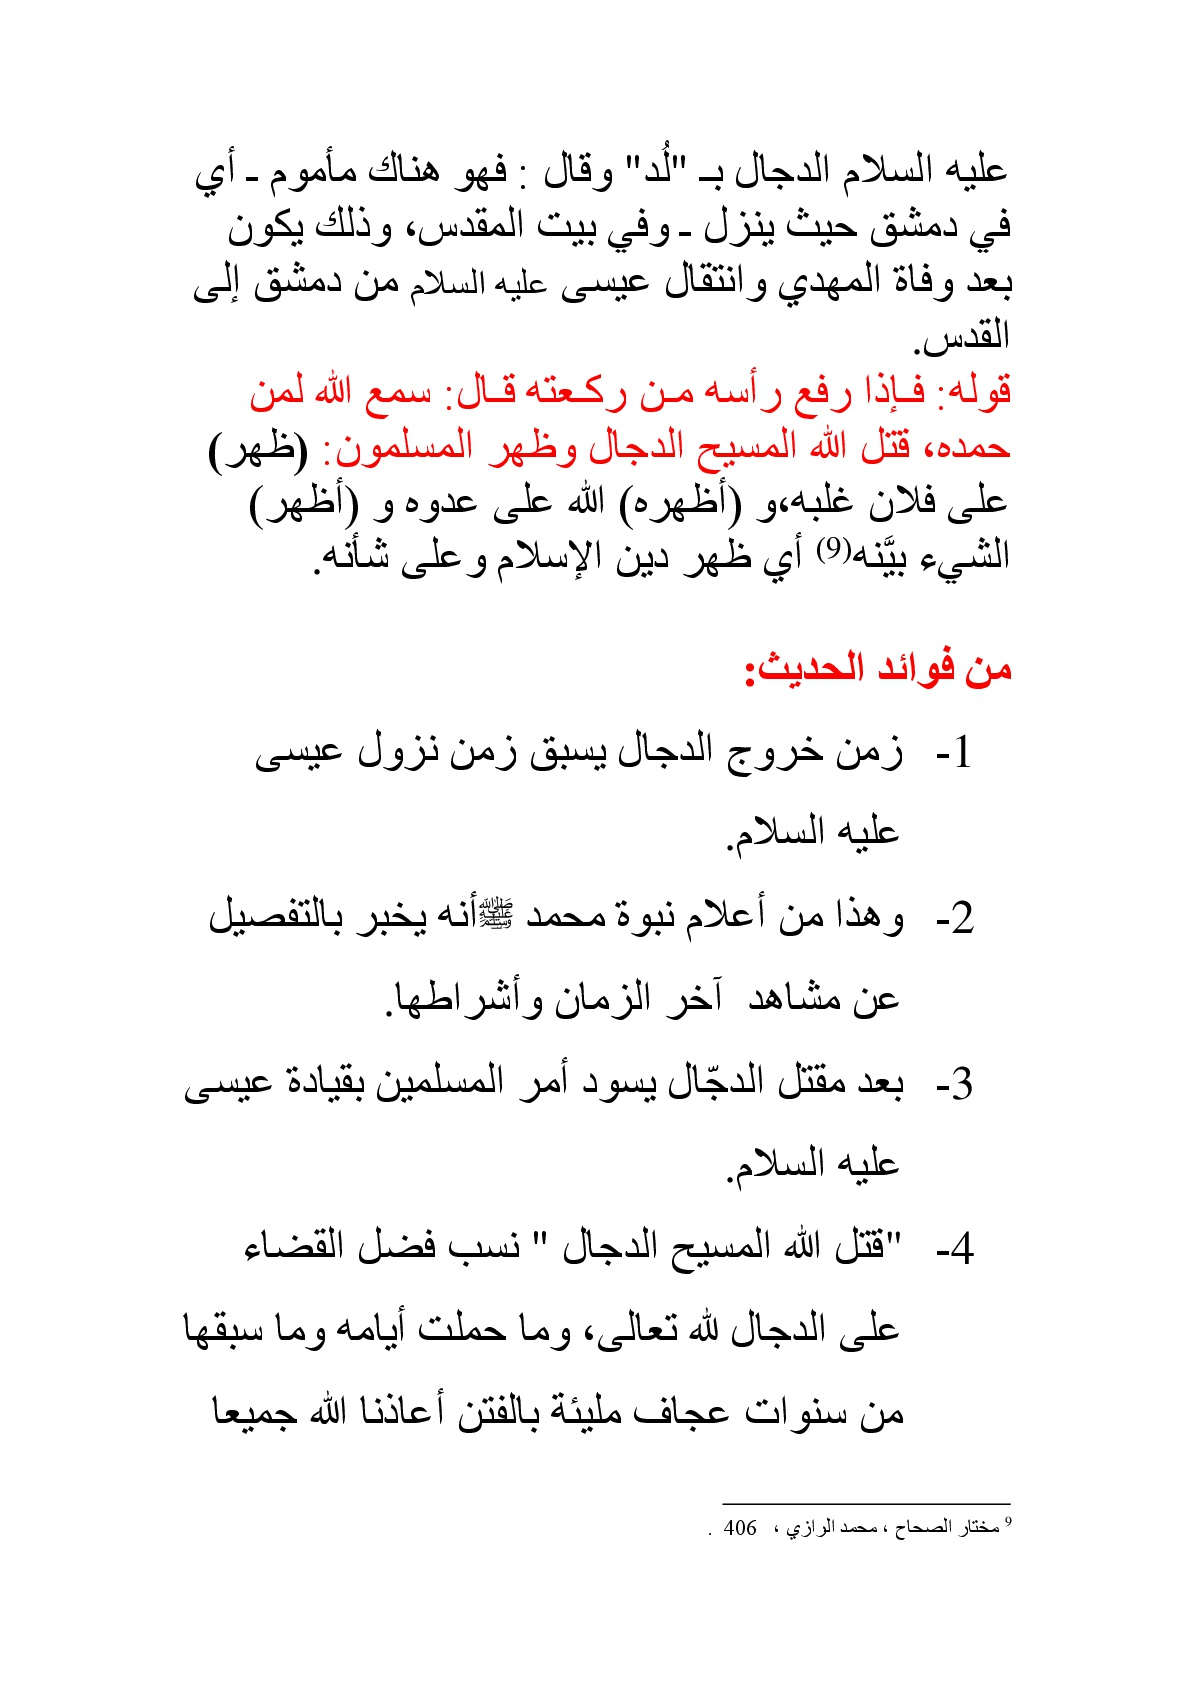 عليه السلام الدجال بـ "لُد" وقال : فهو هناك مأموم ـ أي
في دمشق حيث ينزل ـ وفي بيت المقدس، وذلك يكون
بعد وفاة المهدي وانتقال عيسى عليه السلام من دمشق إلى
القدس.
قوله: فـإذا رفع رأسه مـن ركـعته قـال: سمع الله لمن
حمده، قتل الله المسيح الدجال وظهر المسلمون: (ظهر)
على فلان غلبه،و (أظهره) الله على عدوه و (أظهر)
الشيء بيَّنه(9) أي ظهر دين الإسلام وعلى شأنه.
من فوائد الحديث:
1- زمن خروج الدجال يسبق زمن نزول عيسى
عليه السلام.
2- وهذا من أعلام نبوة محمد ﷺأنه يخبر بالتفصيل
عن مشاهد آخر الزمان وأشراطها.
3- بعد مقتل الدجّال يسود أمر المسلمين بقيادة عيسى
عليه السلام.
4- "قتل الله المسيح الدجال " نسب فضل القضاء
على الدجال لله تعالى، وما حملت أيامه وما سبقها
من سنوات عجاف مليئة بالفتن أعاذنا الله جميعا
9 مختار الصحاح ، محمد الرازي ، 406 .